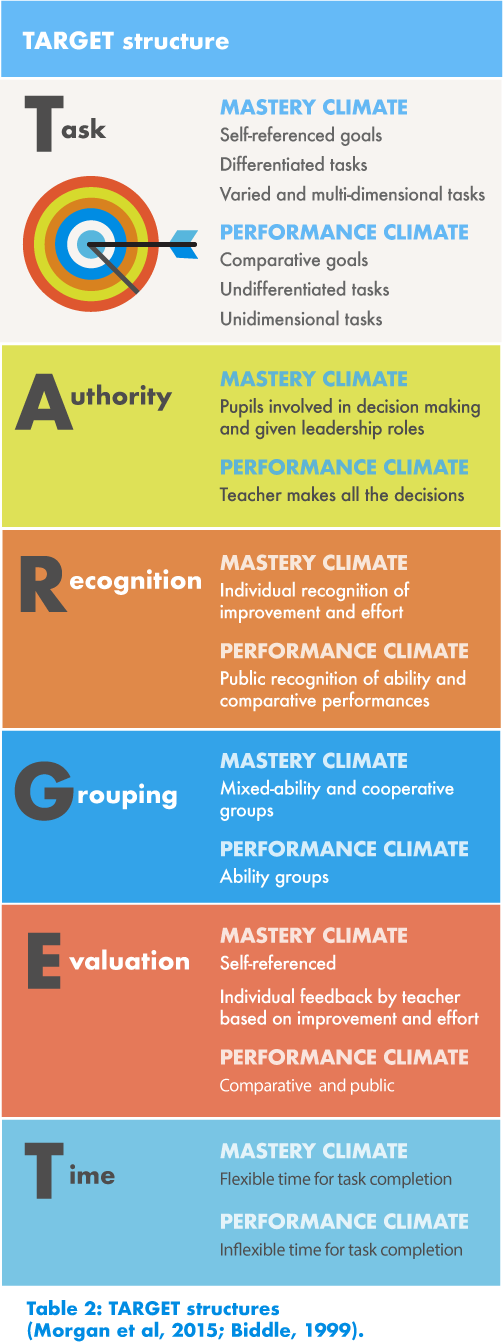 TARGET structure
Task
MASTERY CLIMATE
Self-referenced goals
Differentiated tasks
Varied and multi-dimensional tasks
PERFORMANCE CLIMATE
Comparative goals
Undifferentiated tasks
Unidimensional tasks
Authority
MASTERY CLIMATE
Pupils involved in decision making
and given leadership roles
PERFORMANCE CLIMATE
Teacher makes all the decisions
Recognition
MASTERY CLIMATE
Individual recognition of
improvement and effort
PERFORMANCE CLIMATE
Public recognition of ability and
comparative performances
Grouping
MASTERY CLIMATE
Mixed-ability and cooperative
groups
PERFORMANCE CLIMATE
Ability groups
Evaluation
MASTERY CLIMATE
Self-referenced
Individual feedback by teacher
based on improvement and effort
PERFORMANCE CLIMATE
Comparative and public
Time
MASTERY CLIMATE
Flexible time for task completion
PERFORMANCE CLIMATE
Inflexible time for task completion
Table 2: TARGET structures
(Morgan et al, 2015; Biddle, 1999).